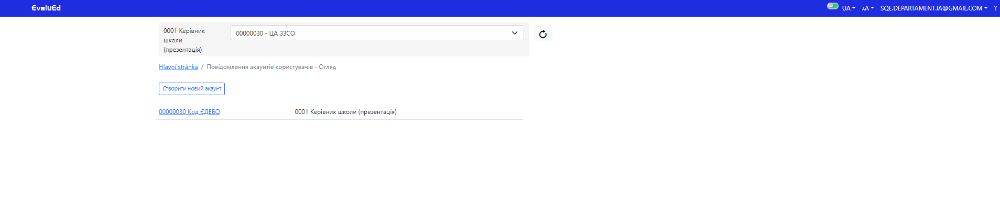 EvaluEd
UA
AA
SQE.DEPARTAMENT.IA@GMAIL.COM
?
0001 Керівник
школи
(презентація)
00000030 - ЦА ЗЗСО
Hlavní stránka / Повідомлення акаунтів користувачів - Огляд
Створити новий акаунт
00000030 Код ЄДЕБО
0001 Керівник школи (презентація)